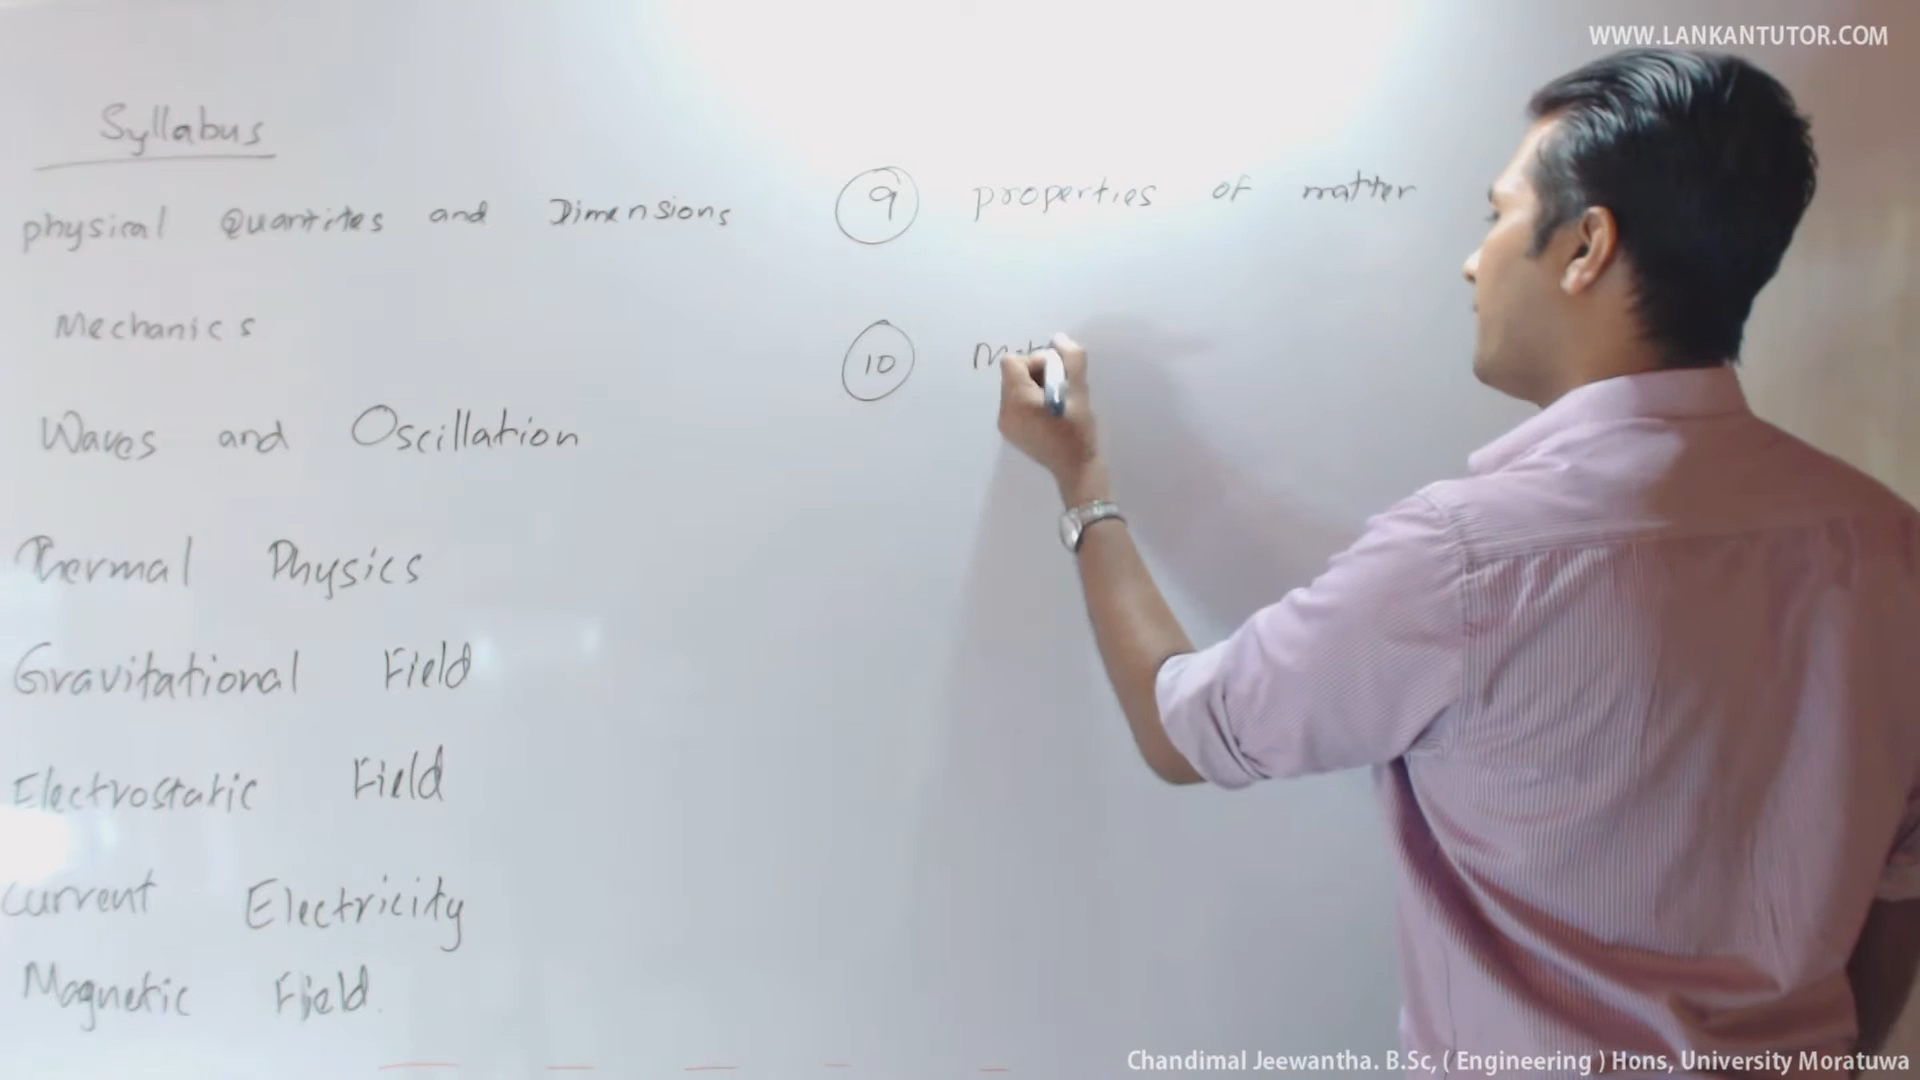 WWW.LANKANTUTOR.COM
Syllabus
physical Quantites and Dimensions
Mechanics
Waves and Oscillation
Thermal Physics
Gravitational Field
Electrostatic Field
Current Electricity
Magnetic Field.
9 properties of matter
10
Chandimal Jeewantha. B.Sc, ( Engineering ) Hons, University Moratuwa